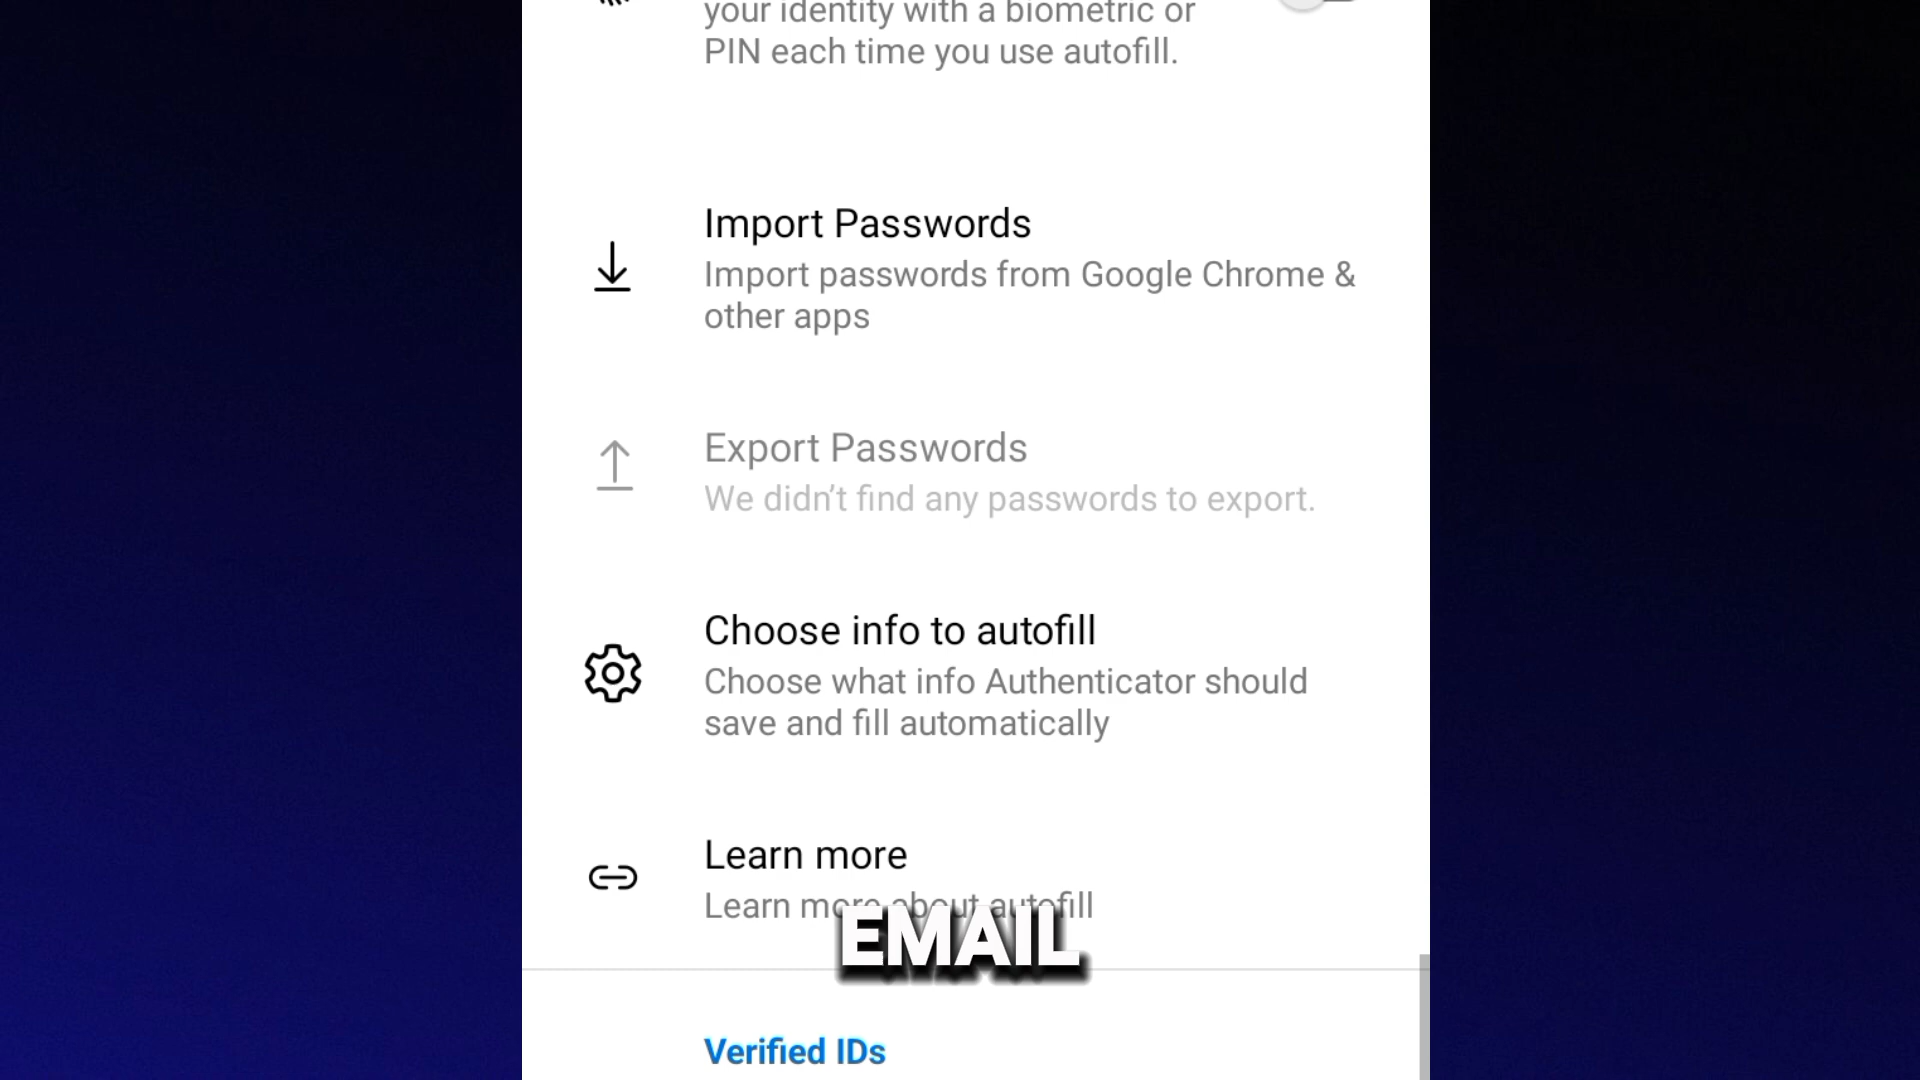 your identity with a biometric or
PIN each time you use autofill.
Import Passwords
Import passwords from Google Chrome &
other apps
Export Passwords
We didn’t find any passwords to export.
Choose info to autofill
Choose what info Authenticator should
save and fill automatically
Learn more
Learn more about autofill
EMAIL
Verified IDs